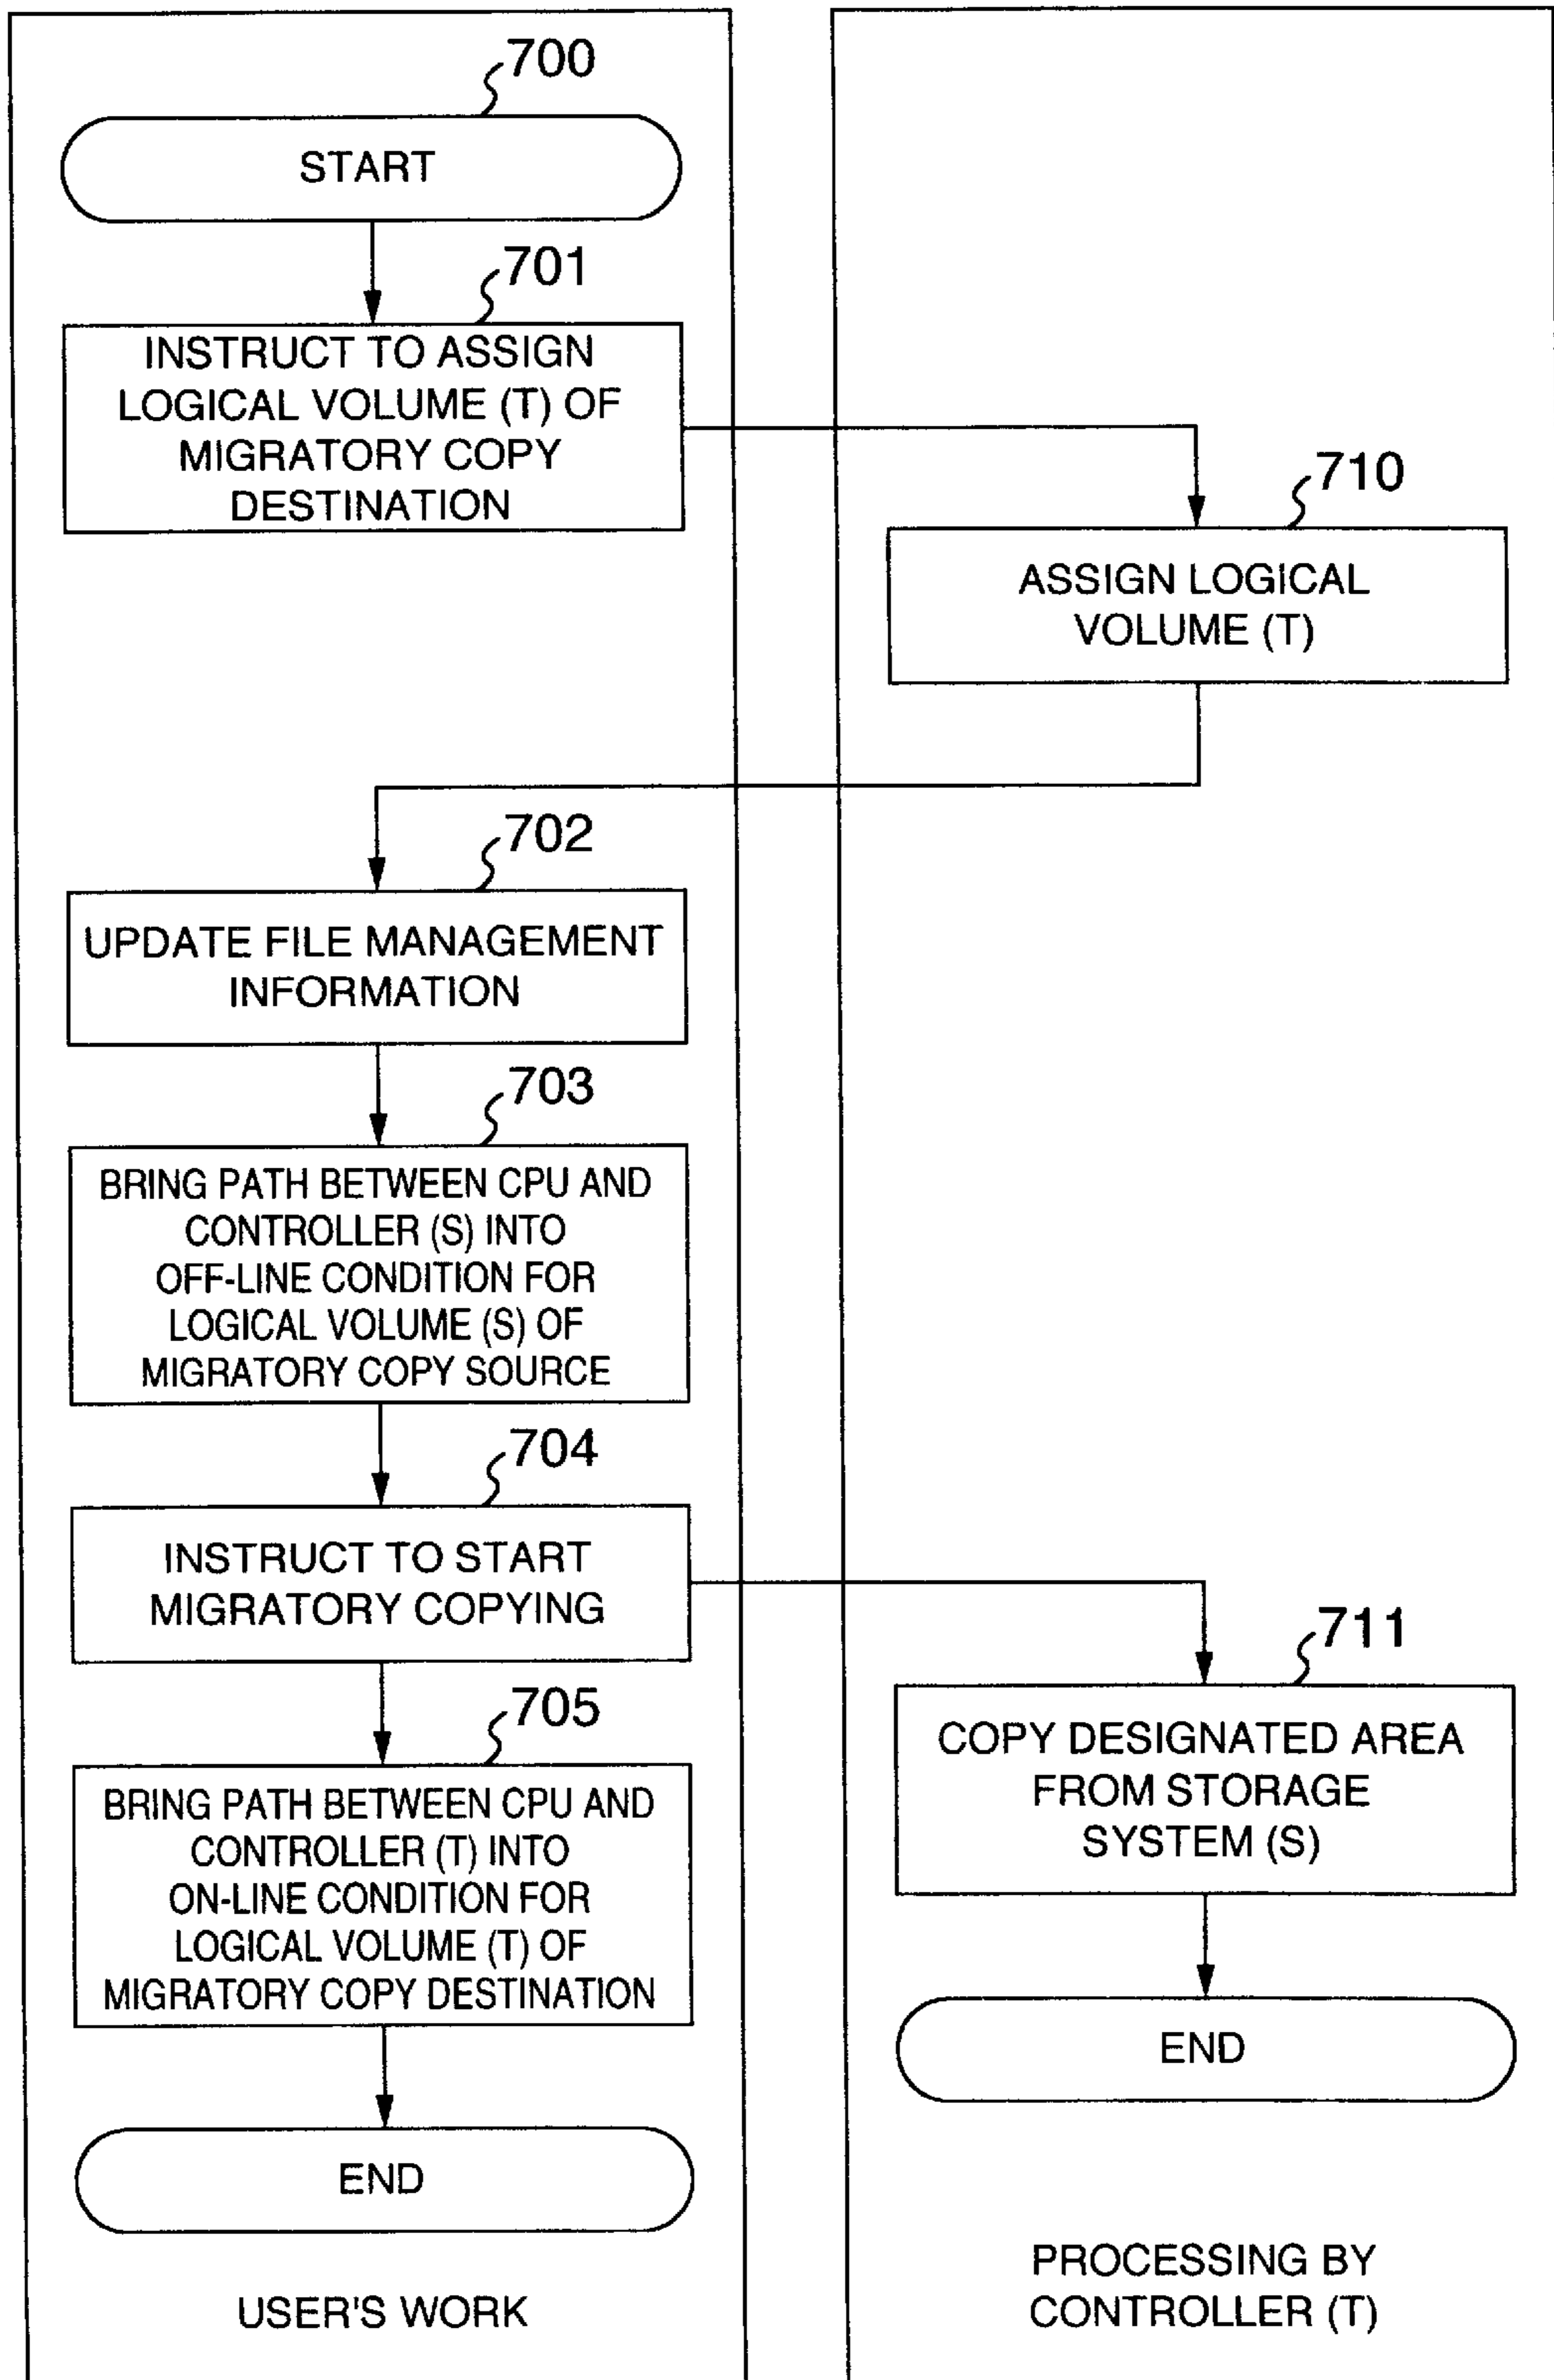 700
START
701
INSTRUCT TO ASSIGN
LOGICAL VOLUME (T) OF
MIGRATORY COPY
DESTINATION
710
ASSIGN LOGICAL
VOLUME (T)
702
UPDATE FILE MANAGEMENT
INFORMATION
703
BRING PATH BETWEEN CPU AND
CONTROLLER (S) INTO
OFF-LINE CONDITION FOR
LOGICAL VOLUME (S) OF
MIGRATORY COPY SOURCE
704
INSTRUCT TO START
MIGRATORY COPYING
711
COPY DESIGNATED AREA
FROM STORAGE
SYSTEM (S)
705
BRING PATH BETWEEN CPU AND
CONTROLLER (T) INTO
ON-LINE CONDITION FOR
LOGICAL VOLUME (T) OF
MIGRATORY COPY DESTINATION
END
END
USER'S WORK
PROCESSING BY
CONTROLLER (T)